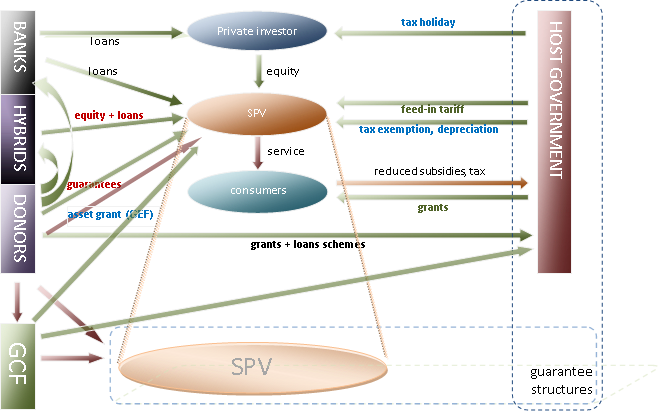 BANKS
HYBRIDS
DONORS
GCF
loans
loans
equity + loans
guarantees
asset grant (GEF)
Private investor
equity
SPV
service
consumers
tax holiday
feed-in tariff
tax exemption, depreciation
reduced subsidies, tax
grants
grants + loans schemes
HOST GOVERNMENT
SPV
guarantee
structures